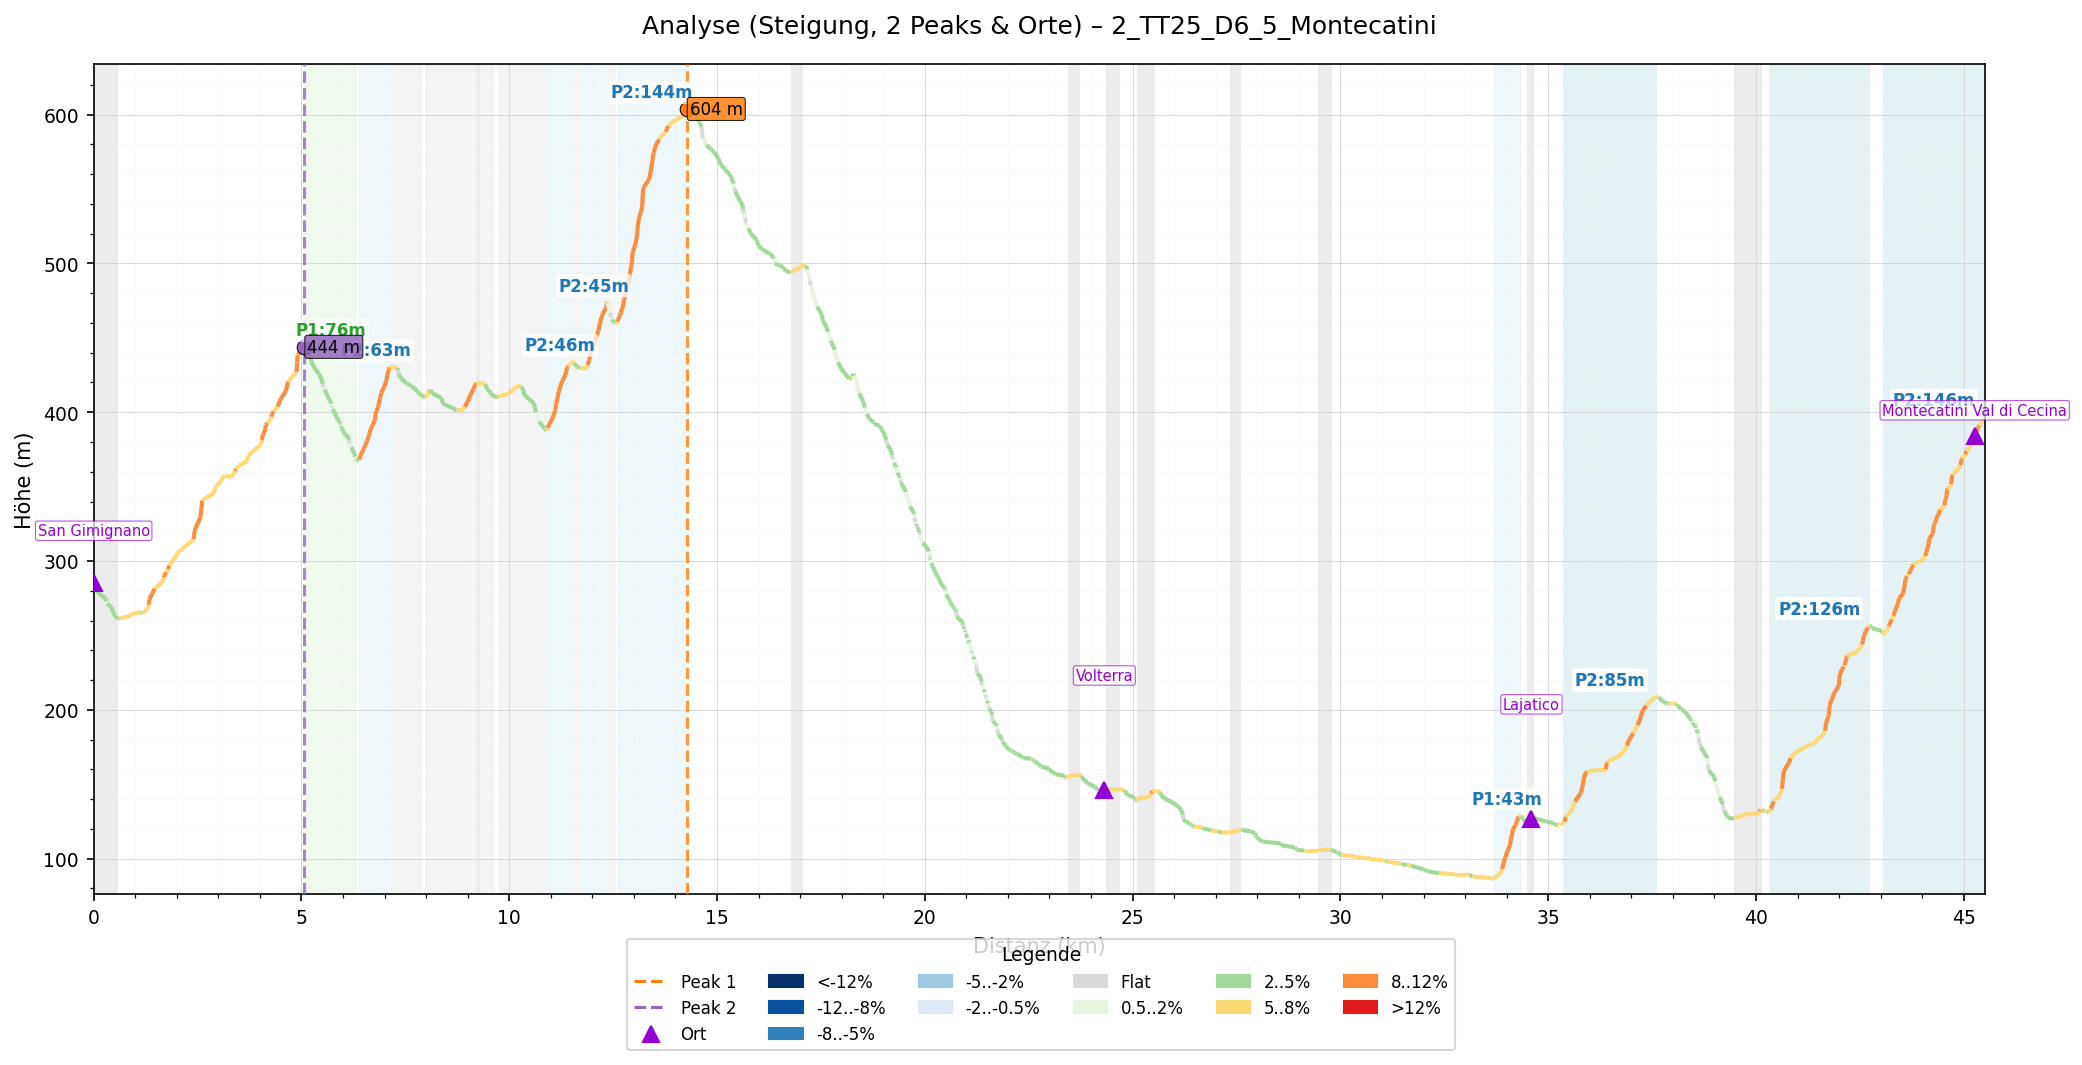 Analyse (Steigung, 2 Peaks & Orte) – 2_TT25_D6_5_Montecatini
Höhe (m)
600
500
400
300
200
100
P2:144m
604 m
P2:45m
P1:76m
444 m
:63m
P2:46m
San Gimignano
Volterra
Lajatico
P1:43m
P2:85m
P2:126m
P2:146m
Montecatini Val di Cecina
0 5 10 15 20 25 30 35 40 45
Distanz (km)
Legende
Peak 1 <-12% -5..-2% Flat 2..5% 8..12%
Peak 2 -12..-8% -2..-0.5% 0.5..2% 5..8% >12%
Ort -8..-5%